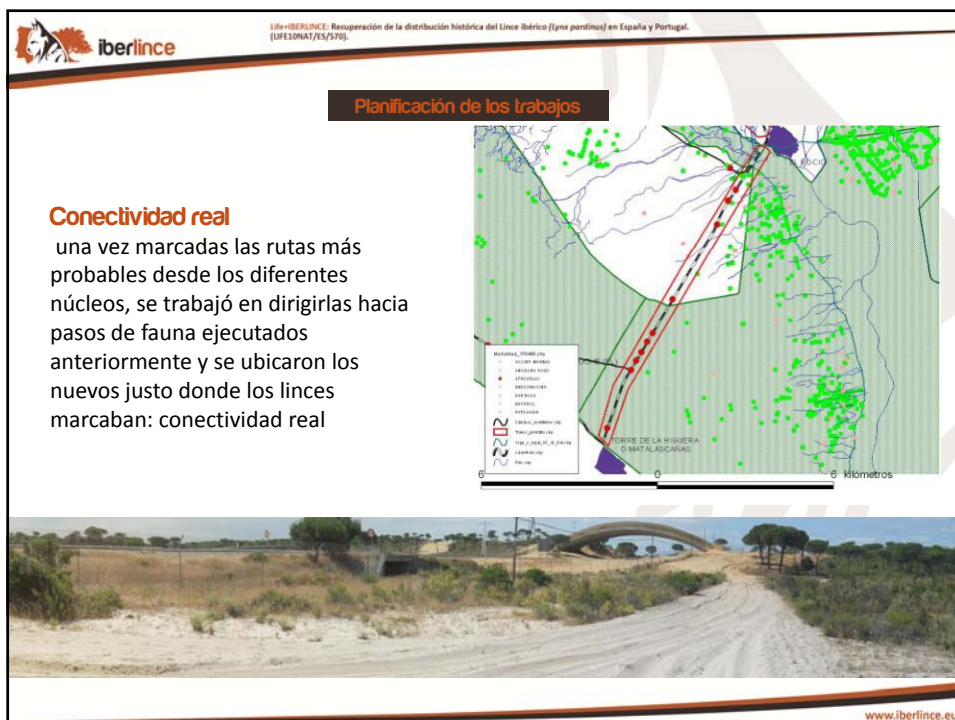 Life+IBERLINCE: Recuperación de la distribución histórica del Lince Ibérico (Lynx pardinus) en España y Portugal.
(LIFE10NAT/ES/570).
iberlince
Planificación de los trabajos
Conectividad real
una vez marcadas las rutas más
probables desde los diferentes
núcleos, se trabajó en dirigirlas hacia
pasos de fauna ejecutados
anteriormente y se ubicaron los
nuevos justo donde los linces
marcaban: conectividad real
EL ROCIO
ATROPELLO
TORRE DE LA HIGUERA
O MATALASCAÑAS
6 0 6 kilómetros
www.iberlince.eu